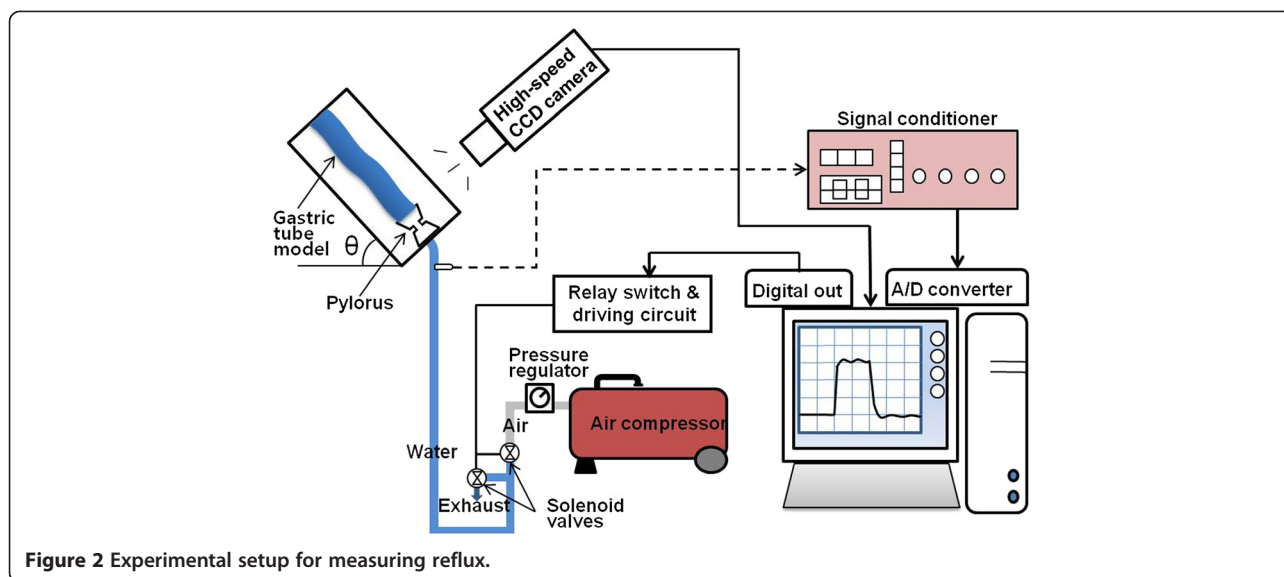 High-speed
CCD camera
Signal conditioner
Gastric
tube
model
θ
Pylorus
Relay switch &
driving circuit
Digital out
A/D converter
Pressure
regulator
Air
Air compressor
Water
Exhaust
Solenoid
valves
Figure 2 Experimental setup for measuring reflux.